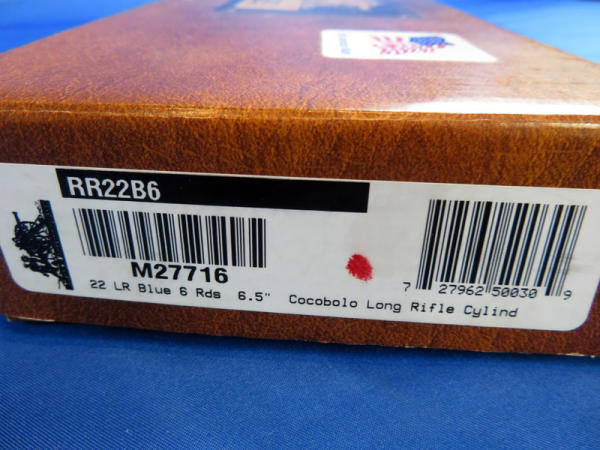 RR22B6
M27716
7 27962 50030 9
22 LR Blue 6 Rds 6.5" Cocobolo Long Rifle Cylind